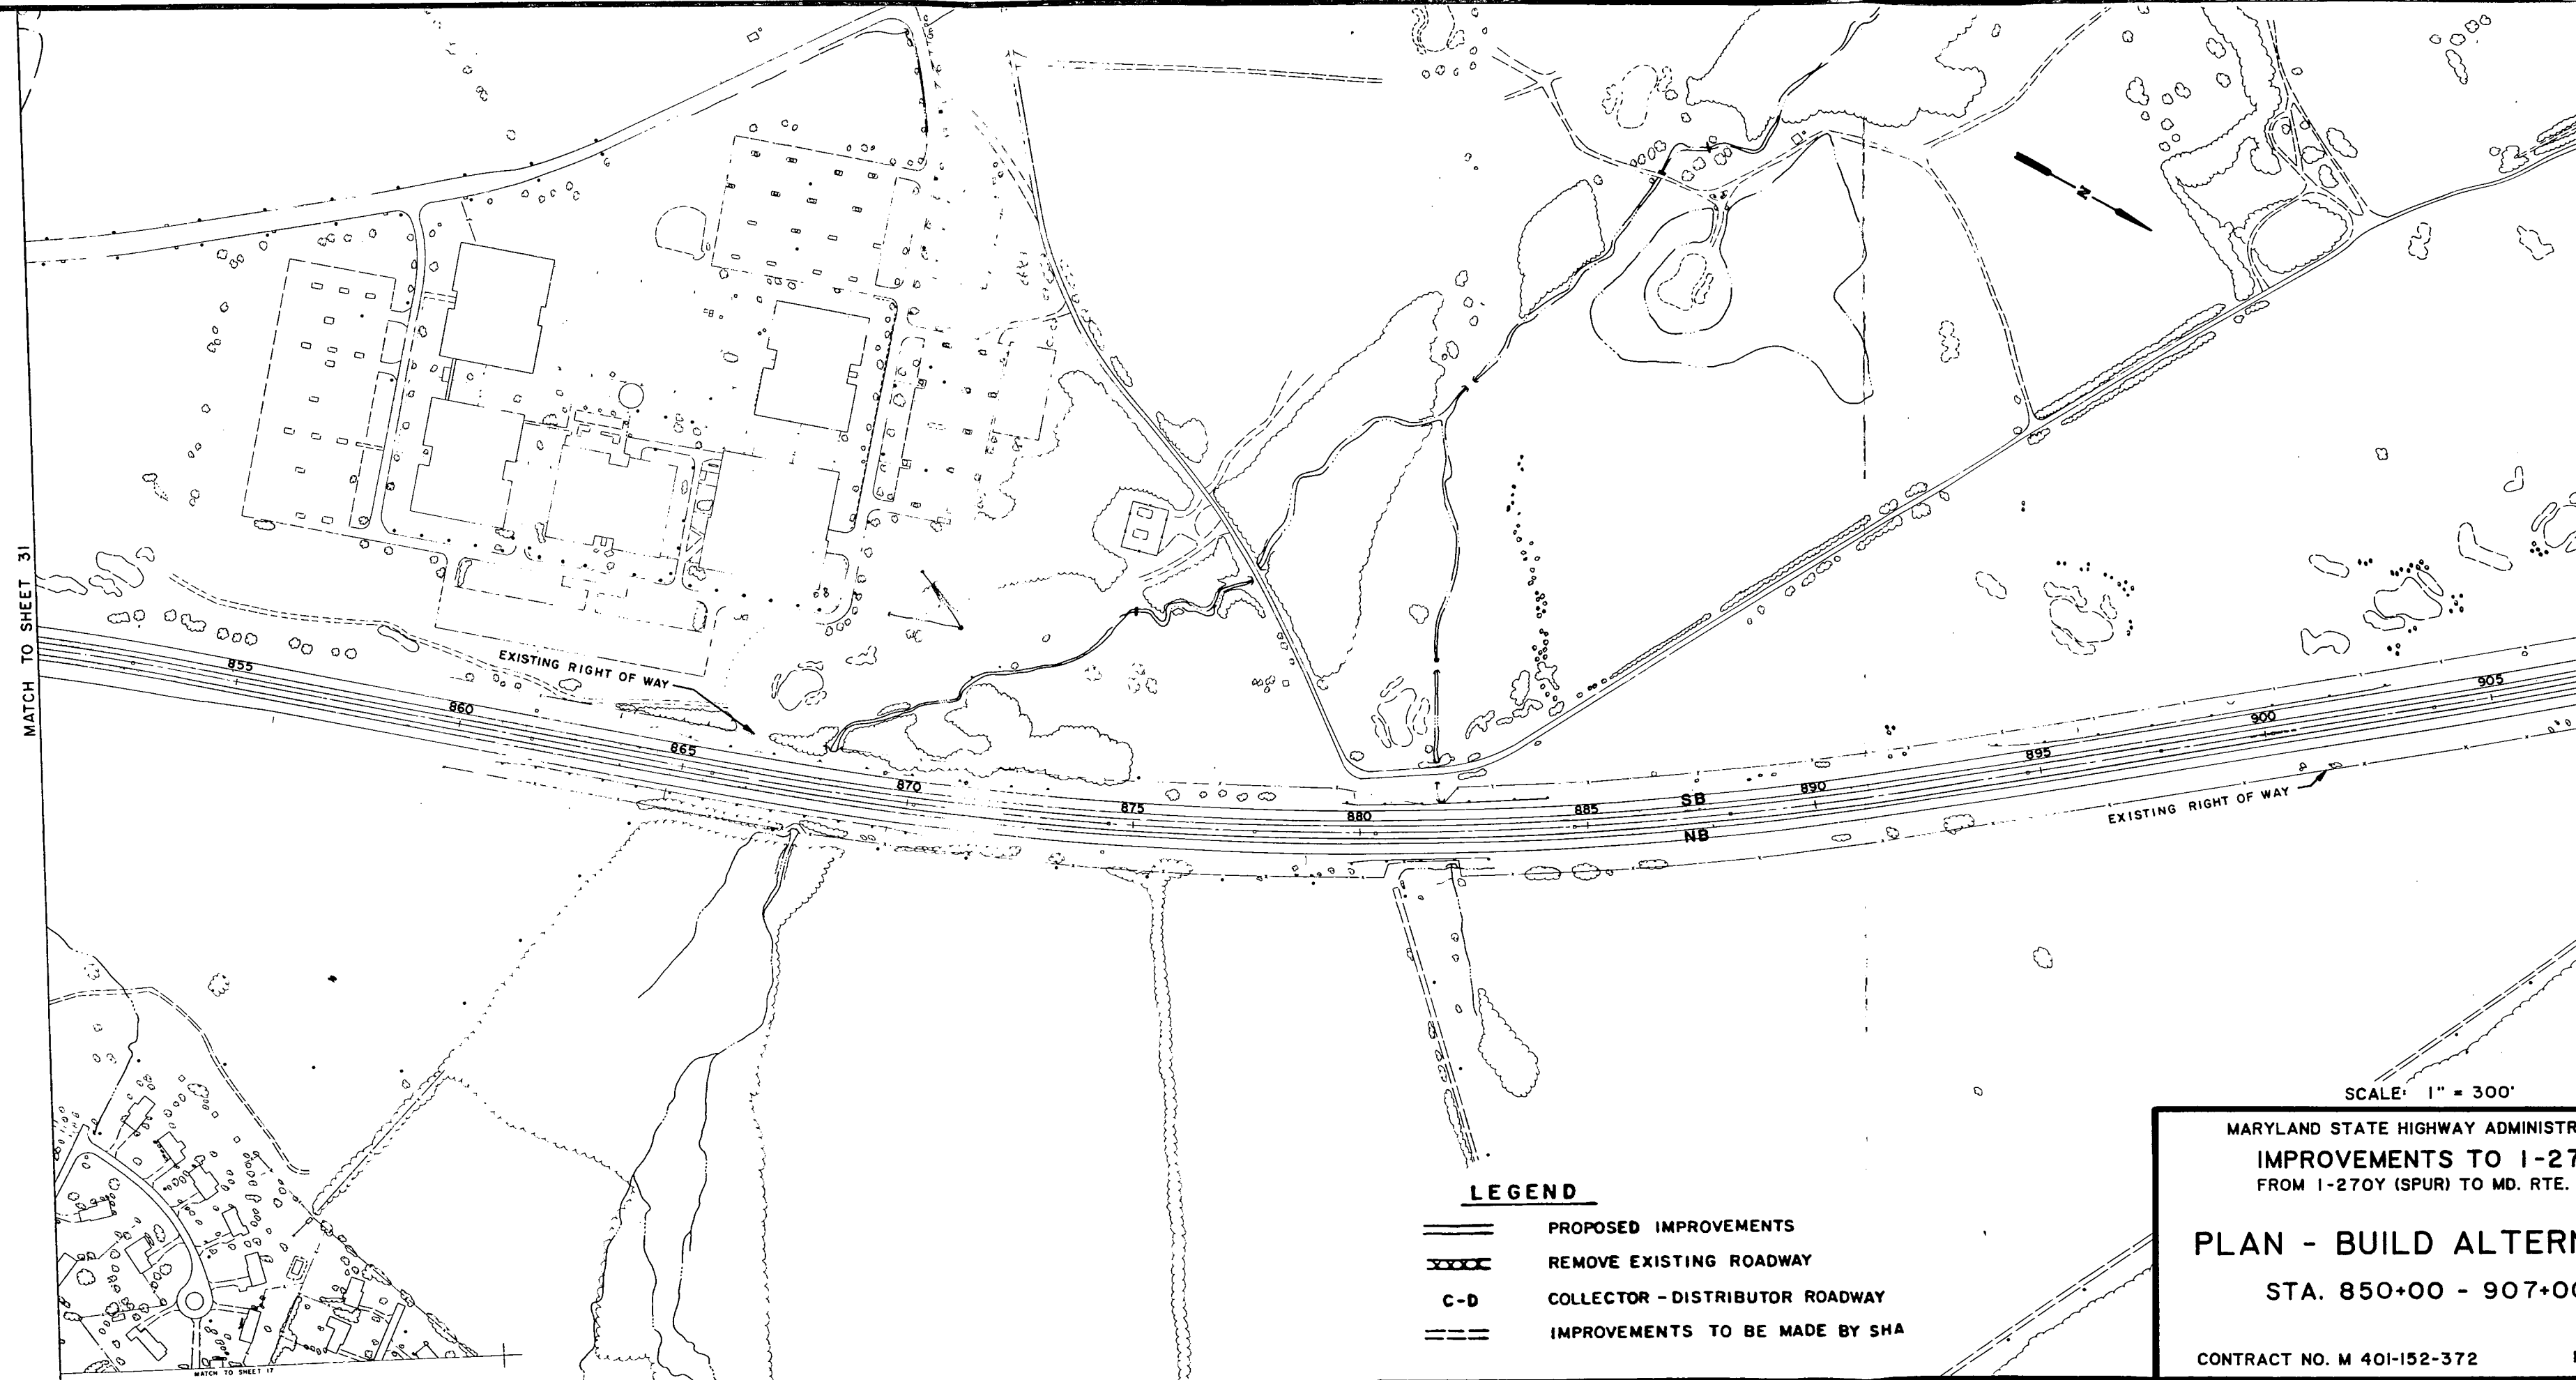 N
MATCH TO SHEET 31
EXISTING RIGHT OF WAY
855
860
865
870
875
880
885
890
895
900
905
SB
NB
EXISTING RIGHT OF WAY
MATCH TO SHEET 17
LEGEND
PROPOSED IMPROVEMENTS
REMOVE EXISTING ROADWAY
C-D COLLECTOR - DISTRIBUTOR ROADWAY
IMPROVEMENTS TO BE MADE BY SHA
SCALE: 1" = 300'
MARYLAND STATE HIGHWAY ADMINISTR
IMPROVEMENTS TO I-27
FROM I-270Y (SPUR) TO MD. RTE.
PLAN - BUILD ALTERN
STA. 850+00 - 907+00
CONTRACT NO. M 401-152-372